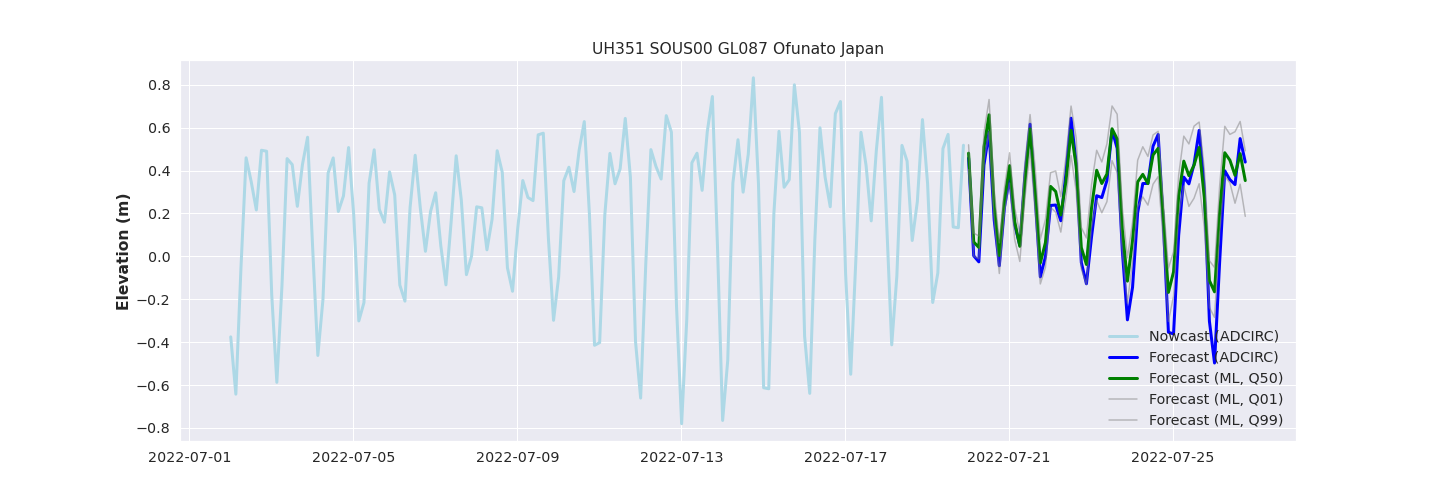 UH351 SOUS00 GL087 Ofunato Japan
Elevation (m)
0.8
0.6
0.4
0.2
0.0
−0.2
−0.4
−0.6
−0.8
Nowcast (ADCIRC)
Forecast (ADCIRC)
Forecast (ML, Q50)
Forecast (ML, Q01)
Forecast (ML, Q99)
2022-07-01 2022-07-05 2022-07-09 2022-07-13 2022-07-17 2022-07-21 2022-07-25